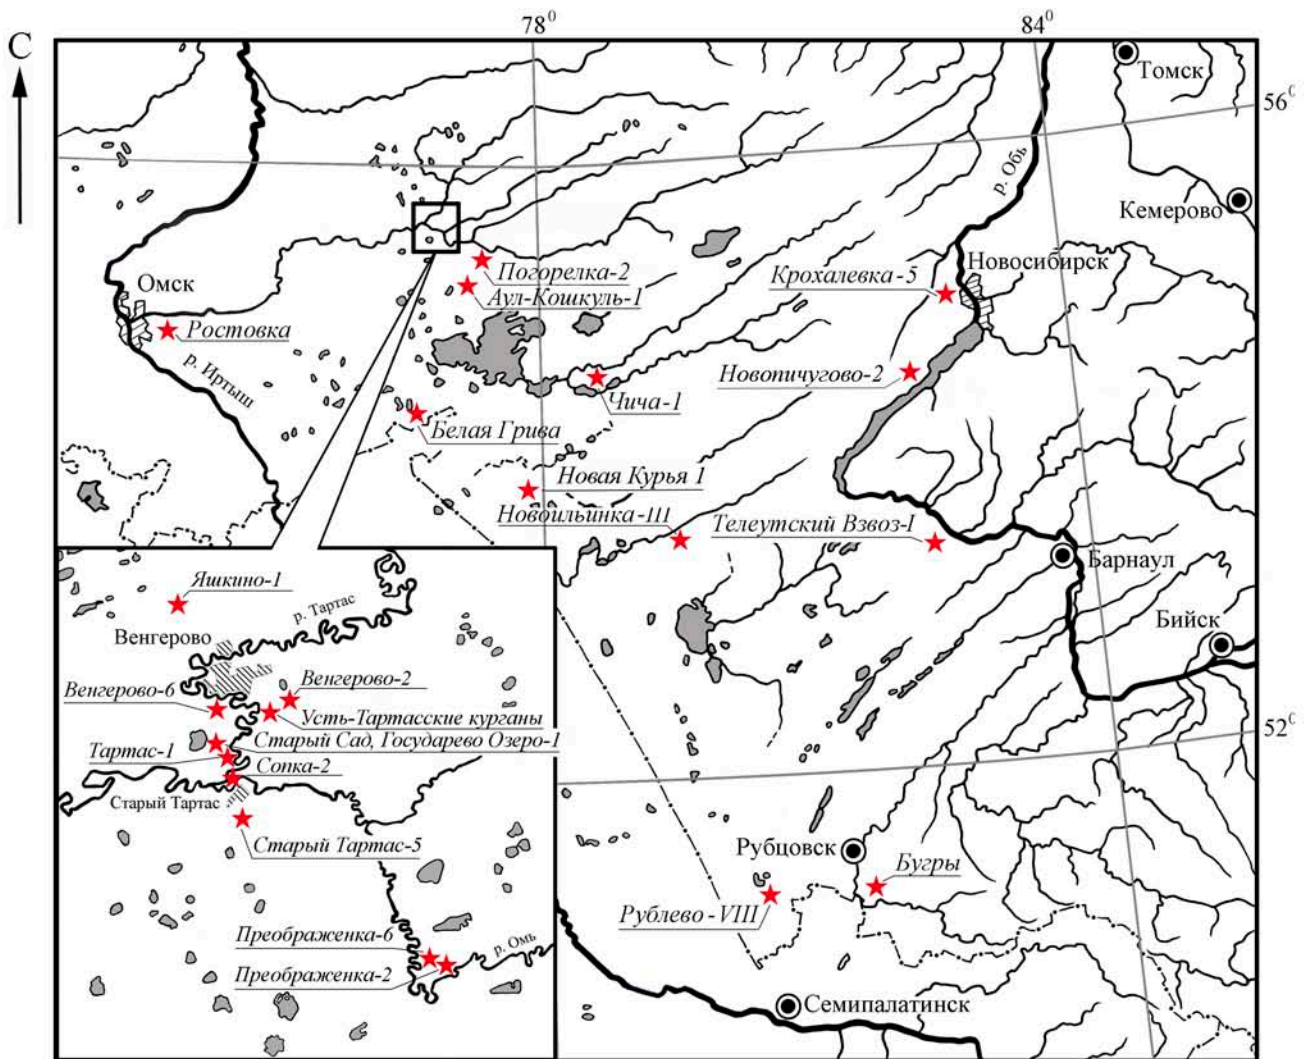 78⁰
84⁰
С
Томск
56⁰
р. Обь
Кемерово
Погорелка-2
Аул-Кошкуль-1
Крохалевка-5
Новосибирск
Омск
Ростовка
р. Иртыш
Новопичугово-2
Чича-1
Белая Грива
Новая Курья 1
Новоильинка-III
Телеутский Взвоз-I
Барнаул
Бийск
Яшкино-1
р. Тартас
Венгерово
Венгерово-2
Венгерово-6
Усть-Тартасские курганы
Старый Сад, Государево Озеро-1
Тартас-1
Сопка-2
Старый Тартас
Старый Тартас-5
52⁰
Рубцовск
Бугры
Рублево-VIII
Преображенка-6
р. Омь
Преображенка-2
Семипалатинск